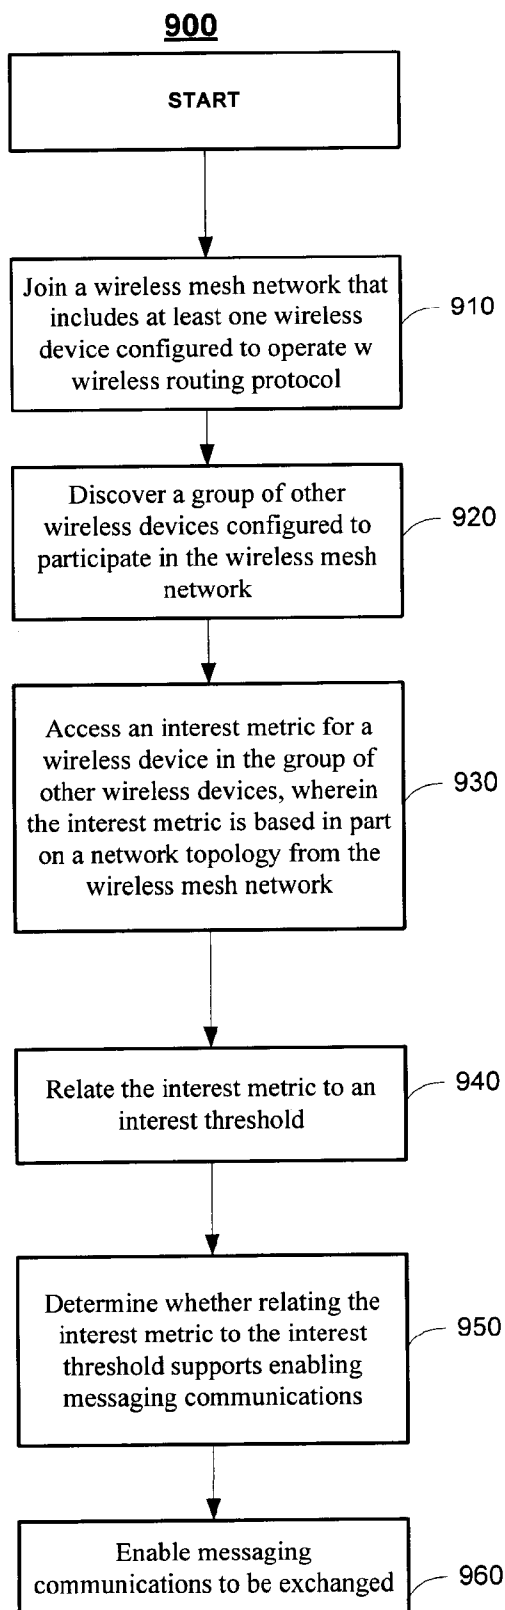 900
START
Join a wireless mesh network that
includes at least one wireless
device configured to operate w
wireless routing protocol
910
Discover a group of other
wireless devices configured to
participate in the wireless mesh
network
920
Access an interest metric for a
wireless device in the group of
other wireless devices, wherein
the interest metric is based in part
on a network topology from the
wireless mesh network
930
Relate the interest metric to an
interest threshold
940
Determine whether relating the
interest metric to the interest
threshold supports enabling
messaging communications
950
Enable messaging
communications to be exchanged
960